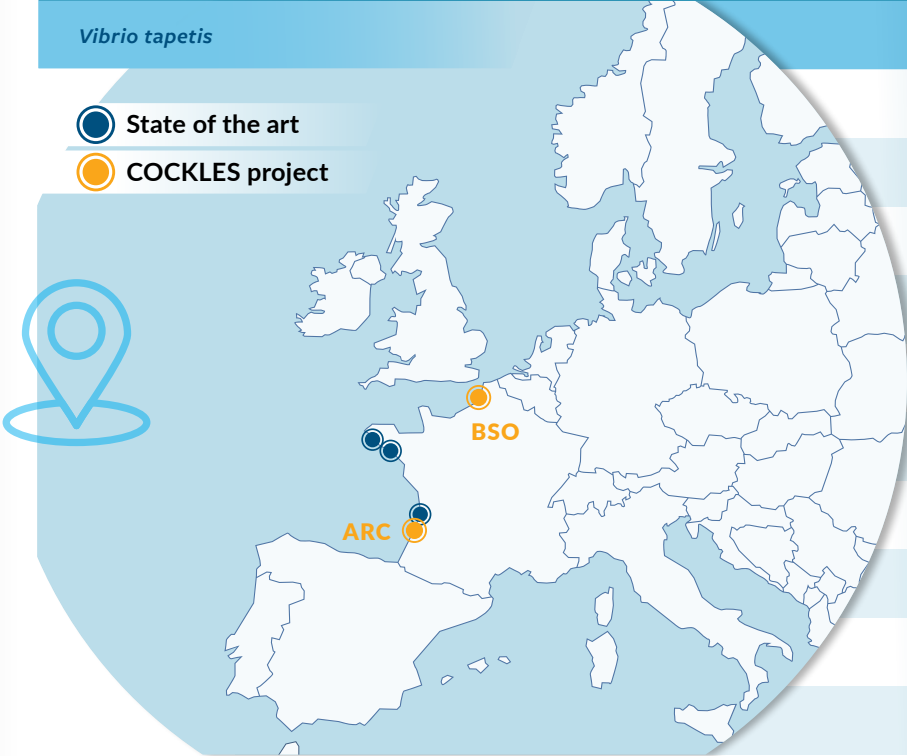 Vibrio tapetis
State of the art
COCKLES project
BSO
ARC